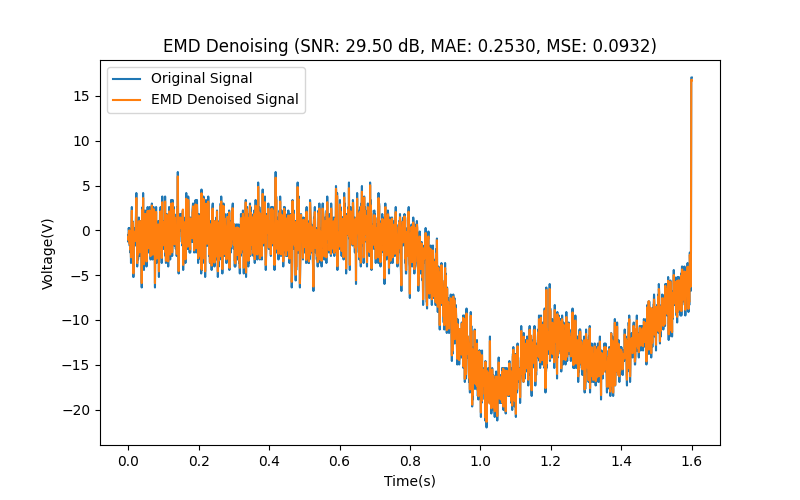 EMD Denoising (SNR: 29.50 dB, MAE: 0.2530, MSE: 0.0932)
Original Signal
EMD Denoised Signal
Voltage(V)
15
10
5
0
−5
−10
−15
−20
0.0 0.2 0.4 0.6 0.8 1.0 1.2 1.4 1.6
Time(s)